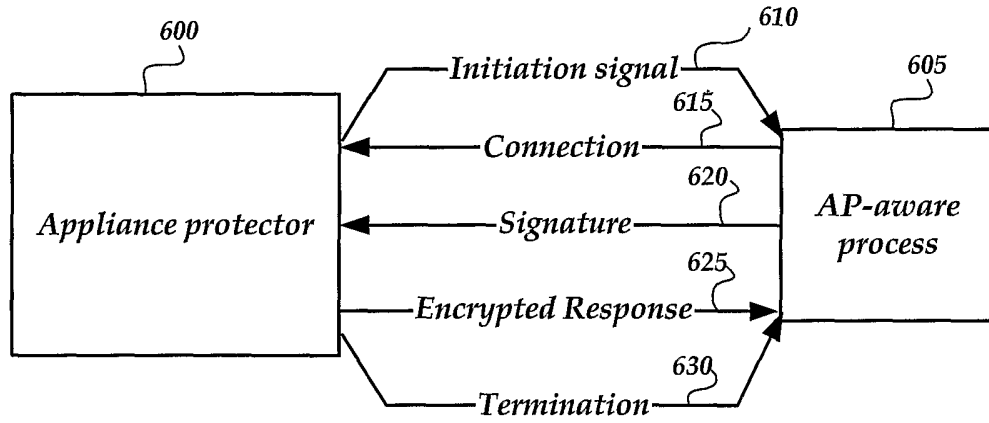 600
610
Initiation signal
605
615
Connection
620
Appliance protector
Signature
AP-aware
process
625
Encrypted Response
630
Termination